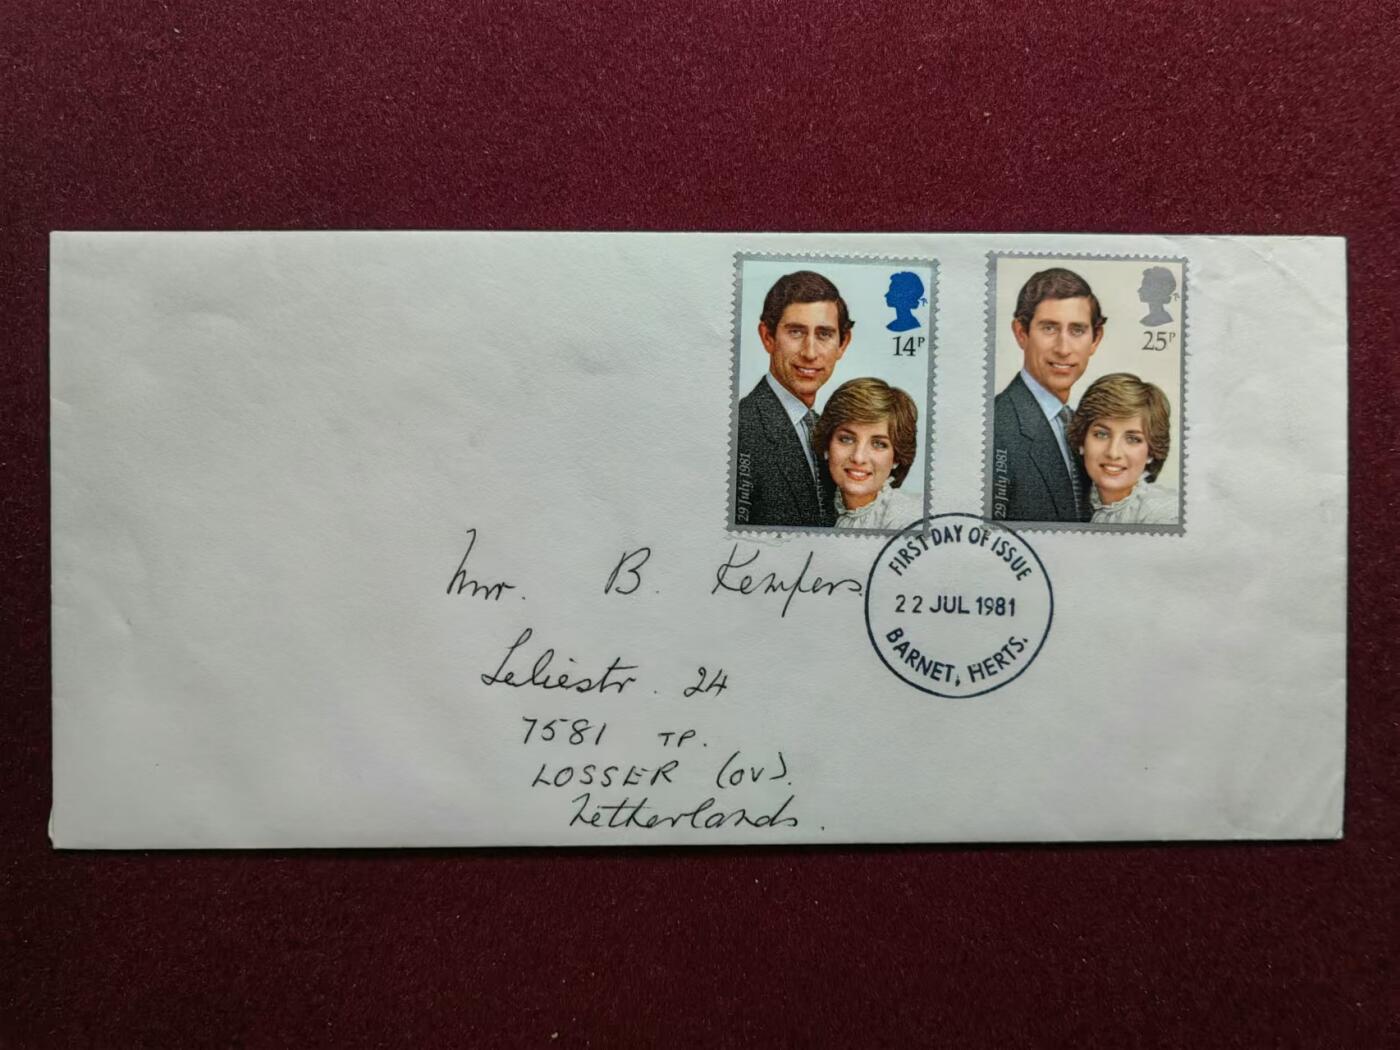 14P
29 July 1981
25P
29 July 1981
FIRST DAY OF ISSUE
22 JUL 1981
BARNET, HERTS.
Mr. B. Kempers
Leliestr. 24
7581 TP.
LOSSER (OV).
Netherlands.